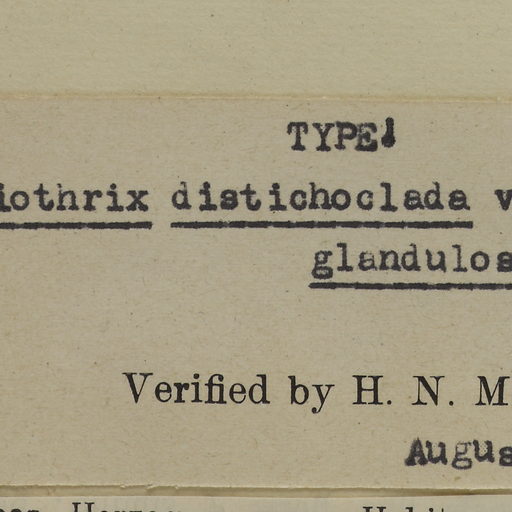 TYPE!
iothrix distichoclada v
glandulos
Verified by H. N. M
Augus